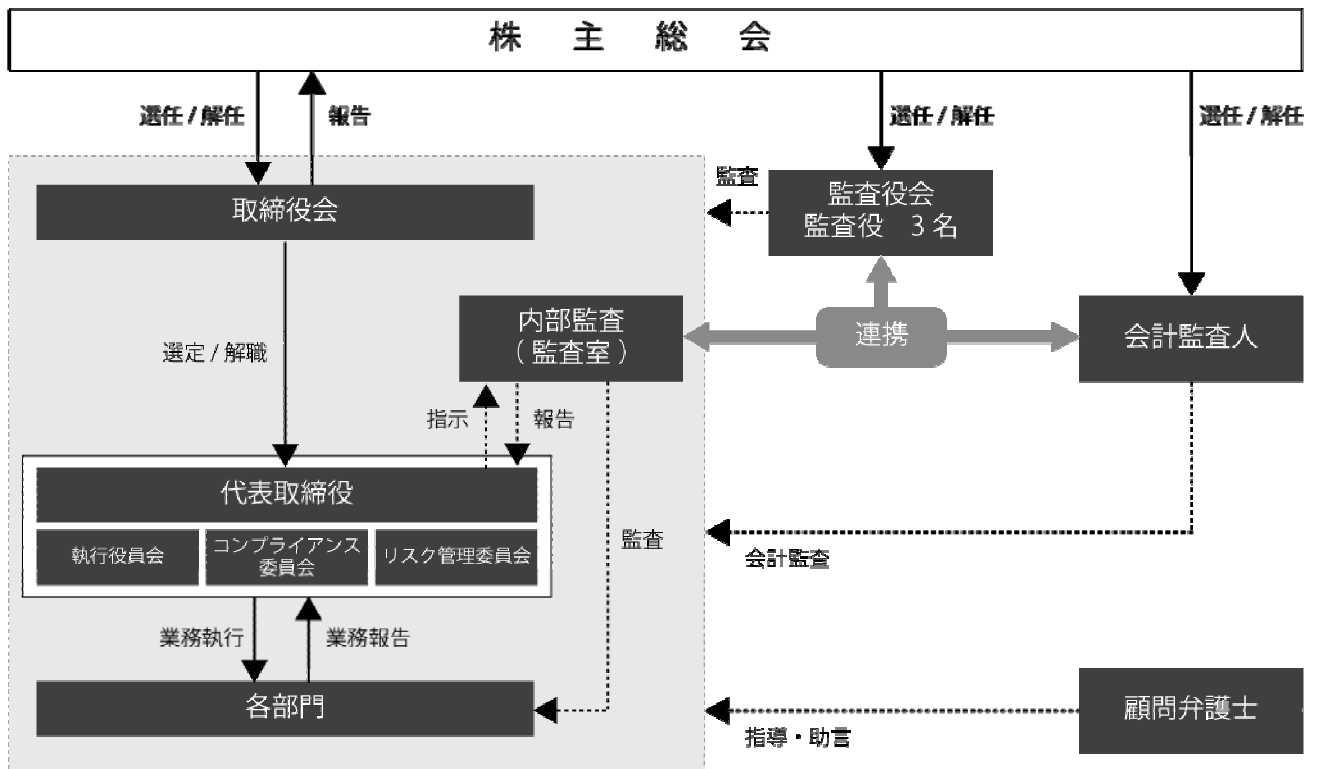 株主総会
選任 / 解任
報告
選任 / 解任
選任 / 解任
取締役会
監査
監査役会
監査役 3 名
内部監査
（ 監査室 ）
連携
会計監査人
選定 / 解職
指示
報告
代表取締役
執行役員会
コンプライアンス
委員会
リスク管理委員会
監査
会計監査
業務執行
業務報告
各部門
顧問弁護士
指導・助言